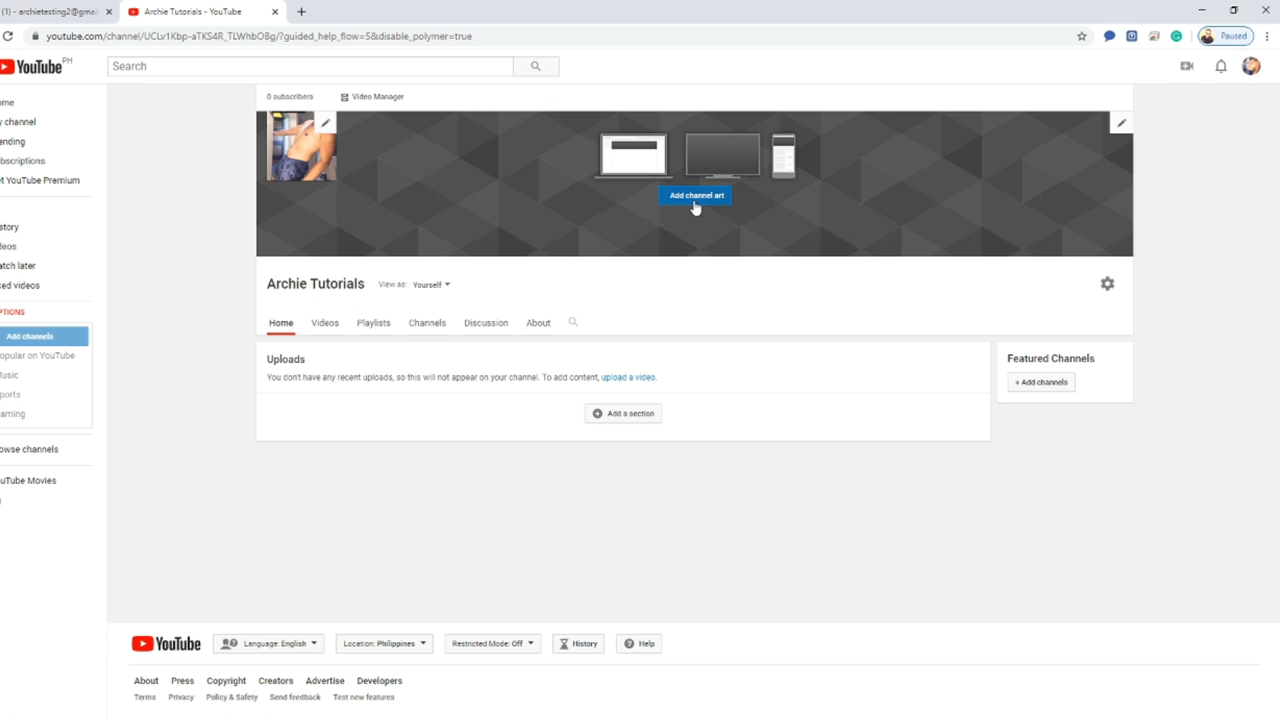 (1) - archietesting2@gmai
Archie Tutorials - YouTube
youtube.com/channel/UCLv1Kbp-aTKS4R_TLWhbOBg/?guided_help_flow=5&disable_polymer=true
Paused
YouTube PH
Search
ome
y channel
ending
ubscriptions
et YouTube Premium
story
deos
atch later
ked videos
PTIONS
Add channels
opular on YouTube
usic
ports
aming
owse channels
uTube Movies
0 subscribers
Video Manager
Add channel art
Archie Tutorials
View as: Yourself
Home
Videos
Playlists
Channels
Discussion
About
Uploads
You don't have any recent uploads, so this will not appear on your channel. To add content, upload a video.
Add a section
Featured Channels
+ Add channels
YouTube
Language: English
Location: Philippines
Restricted Mode: Off
History
Help
About
Press
Copyright
Creators
Advertise
Developers
Terms
Privacy
Policy & Safety
Send feedback
Test new features